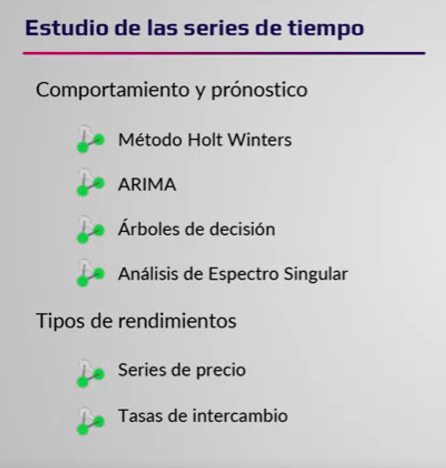 Estudio de las series de tiempo
Comportamiento y prónostico
Método Holt Winters
ARIMA
Árboles de decisión
Análisis de Espectro Singular
Tipos de rendimientos
Series de precio
Tasas de intercambio